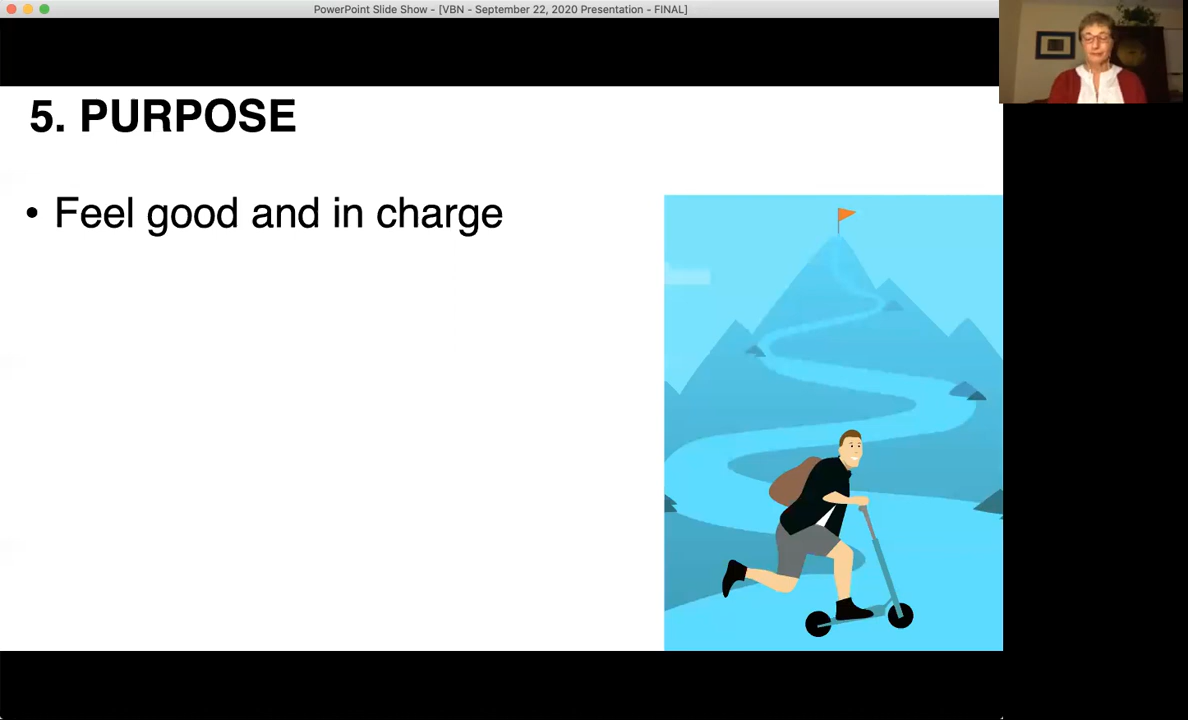 PowerPoint Slide Show - [VBN - September 22, 2020 Presentation - FINAL]
5. PURPOSE
• Feel good and in charge